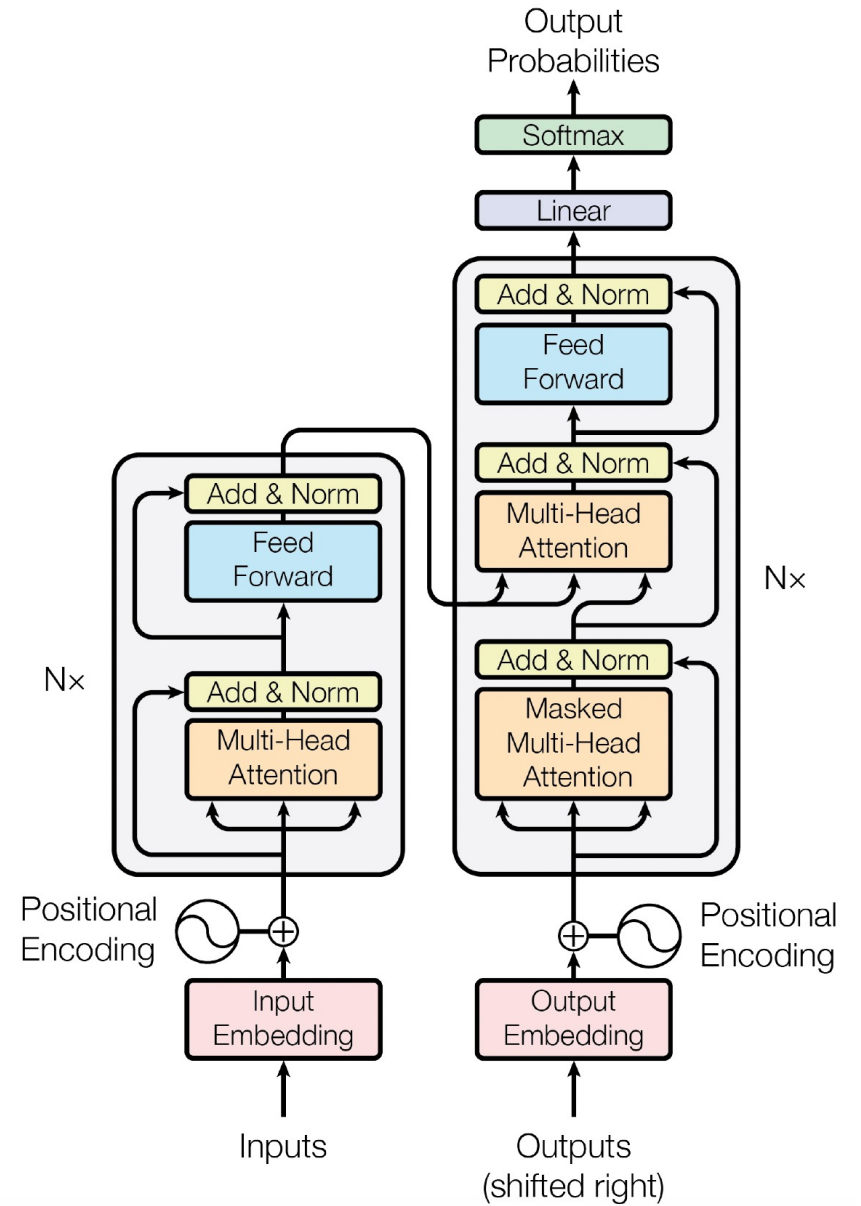 Output
Probabilities
Softmax
Linear
Add & Norm
Feed
Forward
Add & Norm
Multi-Head
Attention
N×
Add & Norm
Masked
Multi-Head
Attention
Add & Norm
Feed
Forward
N×
Add & Norm
Multi-Head
Attention
Positional
Encoding
Positional
Encoding
Input
Embedding
Output
Embedding
Inputs
Outputs
(shifted right)